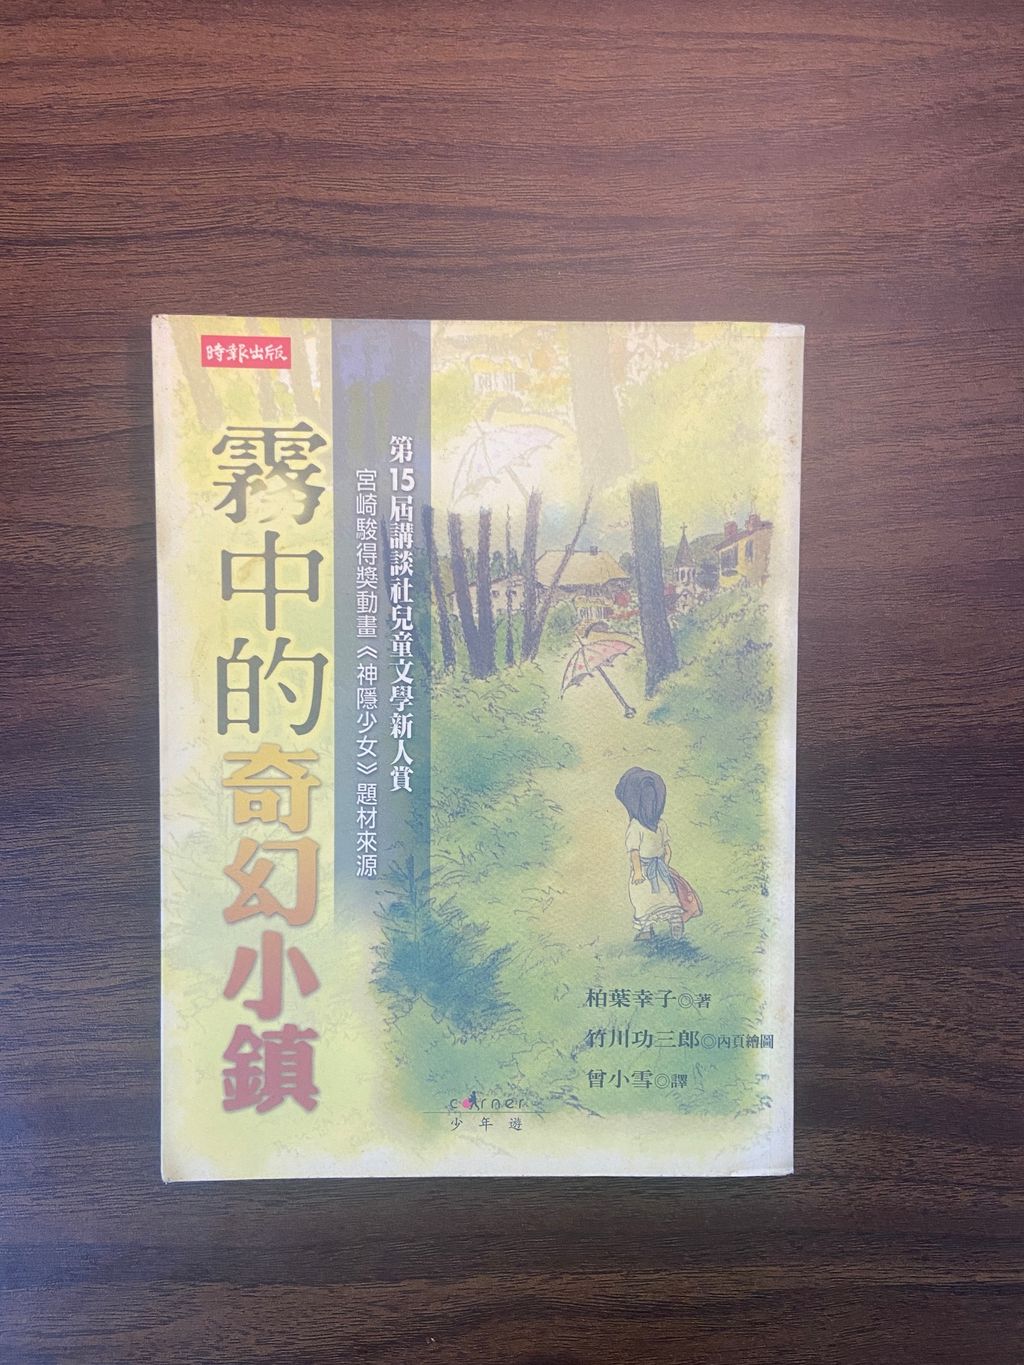 時報出版
霧中的奇幻小鎮
第15屆講談社兒童文學新人賞
宮崎駿得獎動畫《神隱少女》題材來源
柏葉幸子◎著
竹川功三郎◎內頁繪圖
曾小雪◎譯
corner
少年遊